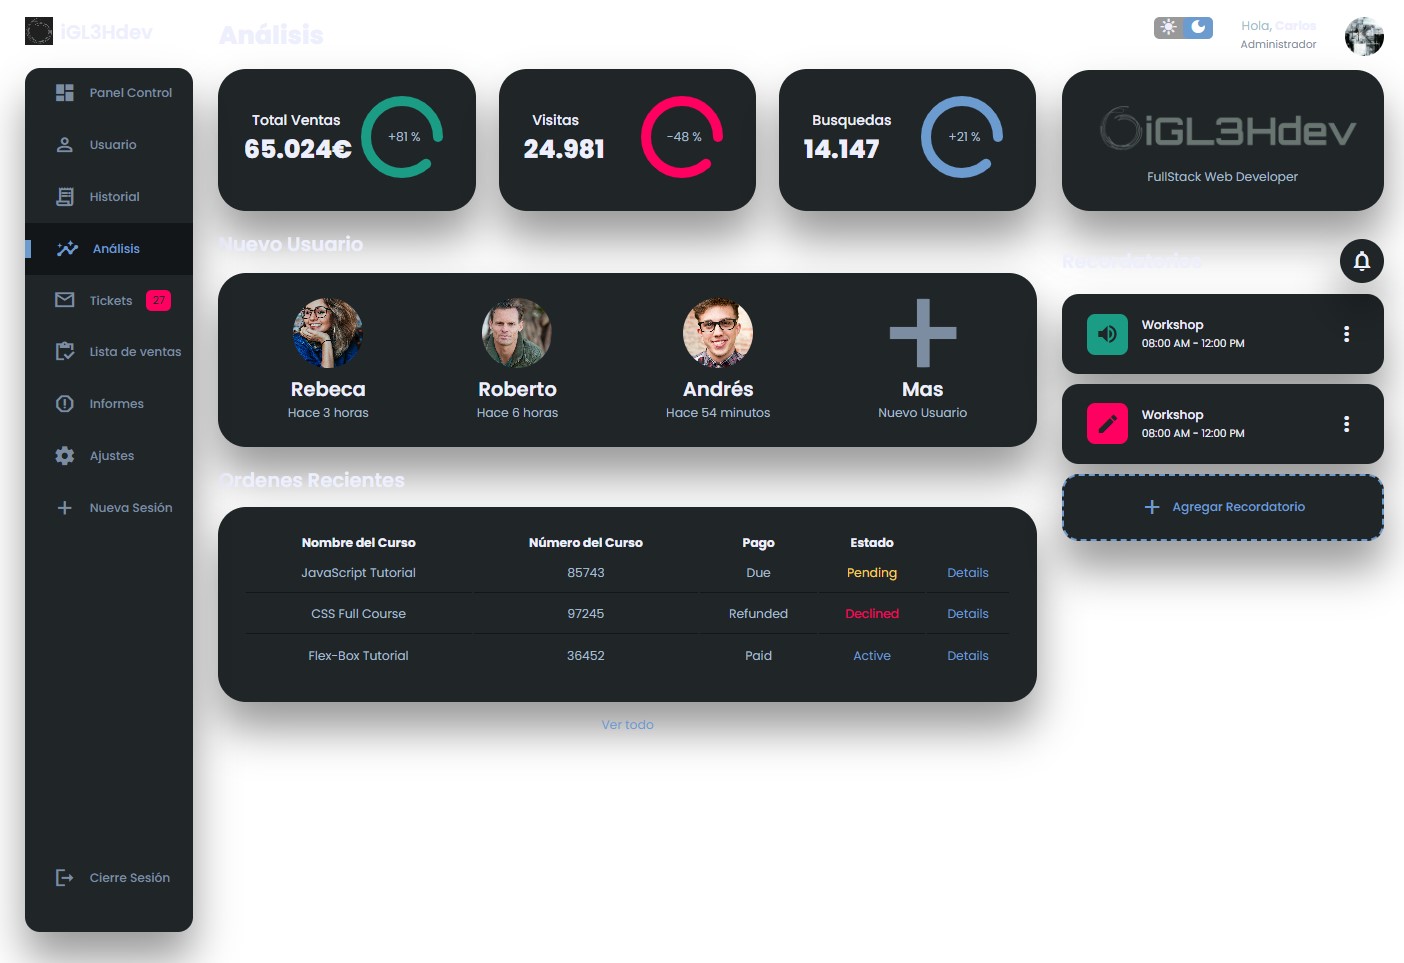 iGL3Hdev
Análisis
Hola, Carlos
Administrador
Panel Control
Usuario
Historial
Análisis
Tickets 27
Lista de ventas
Informes
Ajustes
Nueva Sesión
Cierre Sesión
Total Ventas
65.024€
+81 %
Visitas
24.981
-48 %
Busquedas
14.147
+21 %
iGL3Hdev
FullStack Web Developer
Nuevo Usuario
Rebeca
Hace 3 horas
Roberto
Hace 6 horas
Andrés
Hace 54 minutos
Mas
Nuevo Usuario
Recordatorios
Workshop
08:00 AM - 12:00 PM
Workshop
08:00 AM - 12:00 PM
Agregar Recordatorio
Ordenes Recientes
Nombre del Curso Número del Curso Pago Estado
JavaScript Tutorial 85743 Due Pending Details
CSS Full Course 97245 Refunded Declined Details
Flex-Box Tutorial 36452 Paid Active Details
Ver todo